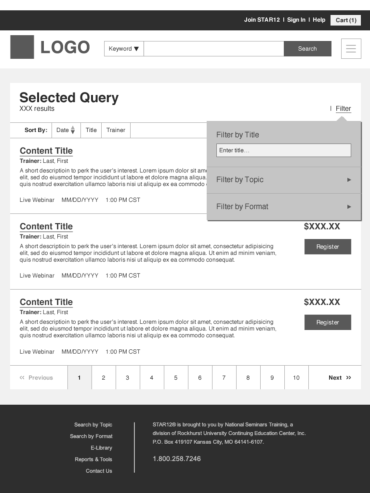 Join STAR12 I Sign In I Help Cart (1)
LOGO Keyword ▼ Search
Selected Query
XXX results I Filter
Sort By: Date Title Trainer
Filter by Title
Enter title...
Filter by Topic ▶
Filter by Format ▶
Content Title
Trainer: Last, First
A short description to perk the user's interest. Lorem ipsum dolor sit am
elit, sed do eiusmod tempor incididunt ut labore et dolore magna aliqua.
quis nostrud exercitation ullamco laboris nisi ut aliquip ex ea commodo
Live Webinar MM/DD/YYYY 1:00 PM CST
Content Title $XXX.XX
Trainer: Last, First
A short description to perk the user's interest. Lorem ipsum dolor sit amet, consectetur adipisicing
elit, sed do eiusmod tempor incididunt ut labore et dolore magna aliqua. Ut enim ad minim veniam,
quis nostrud exercitation ullamco laboris nisi ut aliquip ex ea commodo consequat.
Register
Live Webinar MM/DD/YYYY 1:00 PM CST
Content Title $XXX.XX
Trainer: Last, First
A short description to perk the user's interest. Lorem ipsum dolor sit amet, consectetur adipisicing
elit, sed do eiusmod tempor incididunt ut labore et dolore magna aliqua. Ut enim ad minim veniam,
quis nostrud exercitation ullamco laboris nisi ut aliquip ex ea commodo consequat.
Register
Live Webinar MM/DD/YYYY 1:00 PM CST
<< Previous 1 2 3 4 5 6 7 8 9 10 Next >>
Search by Topic
Search by Format
E-Library
Reports & Tools
Contact Us
STAR12® is brought to you by National Seminars Training, a
division of Rockhurst University Continuing Education Center, Inc.
P.O. Box 419107 Kansas City, MO 64141-6107.
1.800.258.7246